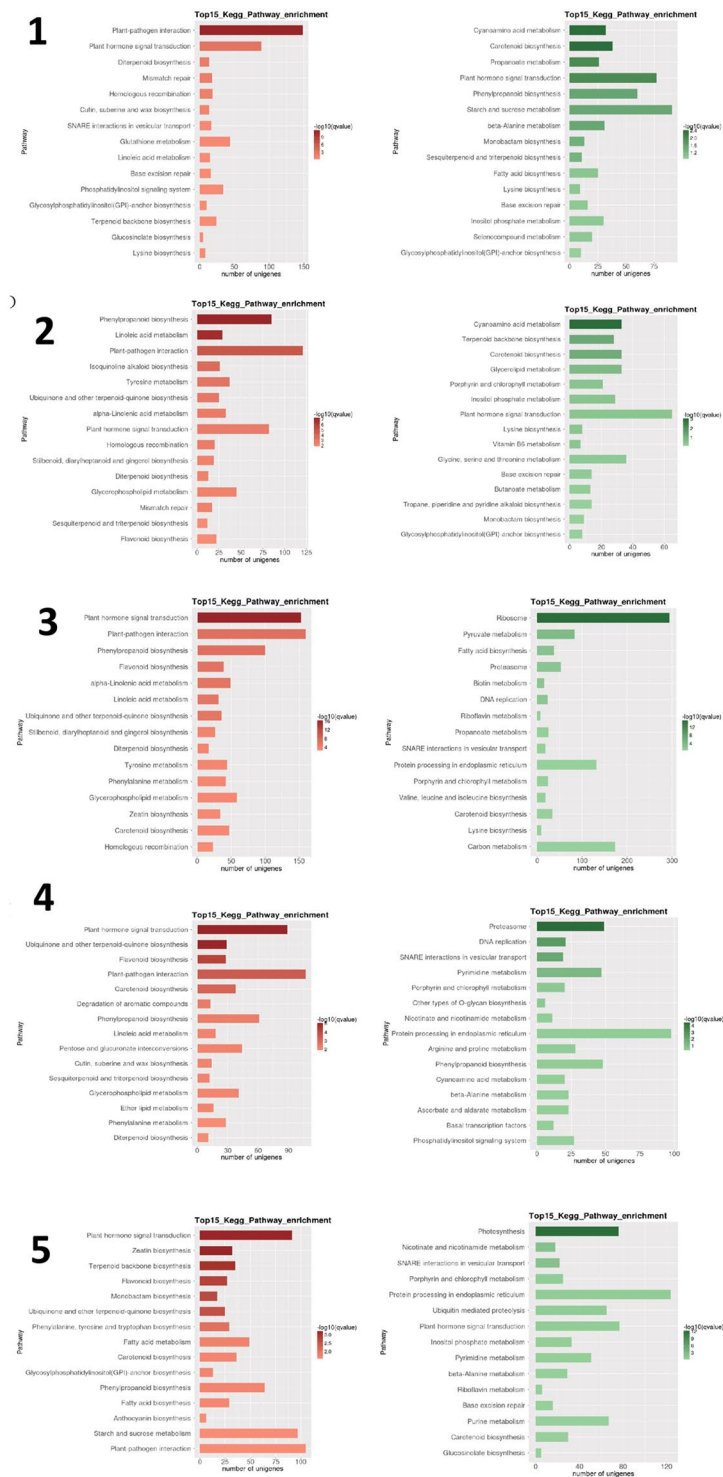 1
Top15_Kegg_Pathway_enrichment
Plant-pathogen interaction
Plant hormone signal transduction
Diterpenoid biosynthesis
Mismatch repair
Homologous recombination
Cutin, suberine and wax biosynthesis
SNARE interactions in vesicular transport
Glutathione metabolism
Linoleic acid metabolism
Base excision repair
Phosphatidylinositol signaling system
Glycosylphosphatidylinositol(GPI)-anchor biosynthesis
Terpenoid backbone biosynthesis
Glucosinolate biosynthesis
Lysine biosynthesis
Pathway
-log10(qvalue)
0 50 100 150
number of unigenes
Top15_Kegg_Pathway_enrichment
Cyanoamino acid metabolism
Carotenoid biosynthesis
Propanoate metabolism
Plant hormone signal transduction
Phenylpropanoid biosynthesis
Starch and sucrose metabolism
beta-Alanine metabolism
Monobactam biosynthesis
Sesquiterpenoid and triterpenoid biosynthesis
Fatty acid biosynthesis
Lysine biosynthesis
Base excision repair
Inositol phosphate metabolism
Selenocompound metabolism
Glycosylphosphatidylinositol(GPI)-anchor biosynthesis
Pathway
-log10(qvalue)
0 25 50 75
number of unigenes
)
2
Top15_Kegg_Pathway_enrichment
Phenylpropanoid biosynthesis
Linoleic acid metabolism
Plant-pathogen interaction
Isoquinoline alkaloid biosynthesis
Tyrosine metabolism
Ubiquinone and other terpenoid-quinone biosynthesis
alpha-Linolenic acid metabolism
Plant hormone signal transduction
Homologous recombination
Stilbenoid, diarylheptanoid and gingerol biosynthesis
Diterpenoid biosynthesis
Glycerophospholipid metabolism
Mismatch repair
Sesquiterpenoid and triterpenoid biosynthesis
Flavonoid biosynthesis
Pathway
-log10(qvalue)
0 25 50 75 100 125
number of unigenes
Top15_Kegg_Pathway_enrichment
Cyanoamino acid metabolism
Terpenoid backbone biosynthesis
Carotenoid biosynthesis
Glycerolipid metabolism
Porphyrin and chlorophyll metabolism
Inositol phosphate metabolism
Plant hormone signal transduction
Lysine biosynthesis
Vitamin B6 metabolism
Glycine, serine and threonine metabolism
Base excision repair
Butanoate metabolism
Tropane, piperidine and pyridine alkaloid biosynthesis
Monobactam biosynthesis
Glycosylphosphatidylinositol(GPI)-anchor biosynthesis
Pathway
-log10(qvalue)
0 20 40 60
number of unigenes
3
Top15_Kegg_Pathway_enrichment
Plant hormone signal transduction
Plant-pathogen interaction
Phenylpropanoid biosynthesis
Flavonoid biosynthesis
alpha-Linolenic acid metabolism
Linoleic acid metabolism
Ubiquinone and other terpenoid-quinone biosynthesis
Stilbenoid, diarylheptanoid and gingerol biosynthesis
Diterpenoid biosynthesis
Tyrosine metabolism
Phenylalanine metabolism
Glycerophospholipid metabolism
Zeatin biosynthesis
Carotenoid biosynthesis
Homologous recombination
Pathway
-log10(qvalue)
0 50 100 150
number of unigenes
Top15_Kegg_Pathway_enrichment
Ribosome
Pyruvate metabolism
Fatty acid biosynthesis
Proteasome
Biotin metabolism
DNA replication
Riboflavin metabolism
Propanoate metabolism
SNARE interactions in vesicular transport
Protein processing in endoplasmic reticulum
Porphyrin and chlorophyll metabolism
Valine, leucine and isoleucine biosynthesis
Carotenoid biosynthesis
Lysine biosynthesis
Carbon metabolism
Pathway
-log10(qvalue)
0 100 200 300
number of unigenes
4
Top15_Kegg_Pathway_enrichment
Plant hormone signal transduction
Ubiquinone and other terpenoid-quinone biosynthesis
Flavonoid biosynthesis
Plant-pathogen interaction
Carotenoid biosynthesis
Degradation of aromatic compounds
Phenylpropanoid biosynthesis
Linoleic acid metabolism
Pentose and glucuronate interconversions
Cutin, suberine and wax biosynthesis
Sesquiterpenoid and triterpenoid biosynthesis
Glycerophospholipid metabolism
Ether lipid metabolism
Phenylalanine metabolism
Diterpenoid biosynthesis
Pathway
-log10(qvalue)
0 30 60 90
number of unigenes
Top15_Kegg_Pathway_enrichment
Proteasome
DNA replication
SNARE interactions in vesicular transport
Pyrimidine metabolism
Porphyrin and chlorophyll metabolism
Other types of O-glycan biosynthesis
Nicotinate and nicotinamide metabolism
Protein processing in endoplasmic reticulum
Arginine and proline metabolism
Phenylpropanoid biosynthesis
Cyanoamino acid metabolism
beta-Alanine metabolism
Ascorbate and aldarate metabolism
Basal transcription factors
Phosphatidylinositol signaling system
Pathway
-log10(qvalue)
0 25 50 75 100
number of unigenes
5
Top15_Kegg_Pathway_enrichment
Plant hormone signal transduction
Zeatin biosynthesis
Terpenoid backbone biosynthesis
Flavonoid biosynthesis
Monobactam biosynthesis
Ubiquinone and other terpenoid-quinone biosynthesis
Phenylalanine, tyrosine and tryptophan biosynthesis
Fatty acid metabolism
Carotenoid biosynthesis
Glycosylphosphatidylinositol(GPI)-anchor biosynthesis
Phenylpropanoid biosynthesis
Fatty acid biosynthesis
Anthocyanin biosynthesis
Starch and sucrose metabolism
Plant-pathogen interaction
Pathway
-log10(qvalue)
0 25 50 75 100
number of unigenes
Top15_Kegg_Pathway_enrichment
Photosynthesis
Nicotinate and nicotinamide metabolism
SNARE interactions in vesicular transport
Porphyrin and chlorophyll metabolism
Protein processing in endoplasmic reticulum
Ubiquitin mediated proteolysis
Plant hormone signal transduction
Inositol phosphate metabolism
Pyrimidine metabolism
beta-Alanine metabolism
Riboflavin metabolism
Base excision repair
Purine metabolism
Carotenoid biosynthesis
Glucosinolate biosynthesis
Pathway
-log10(qvalue)
0 40 80 120
number of unigenes